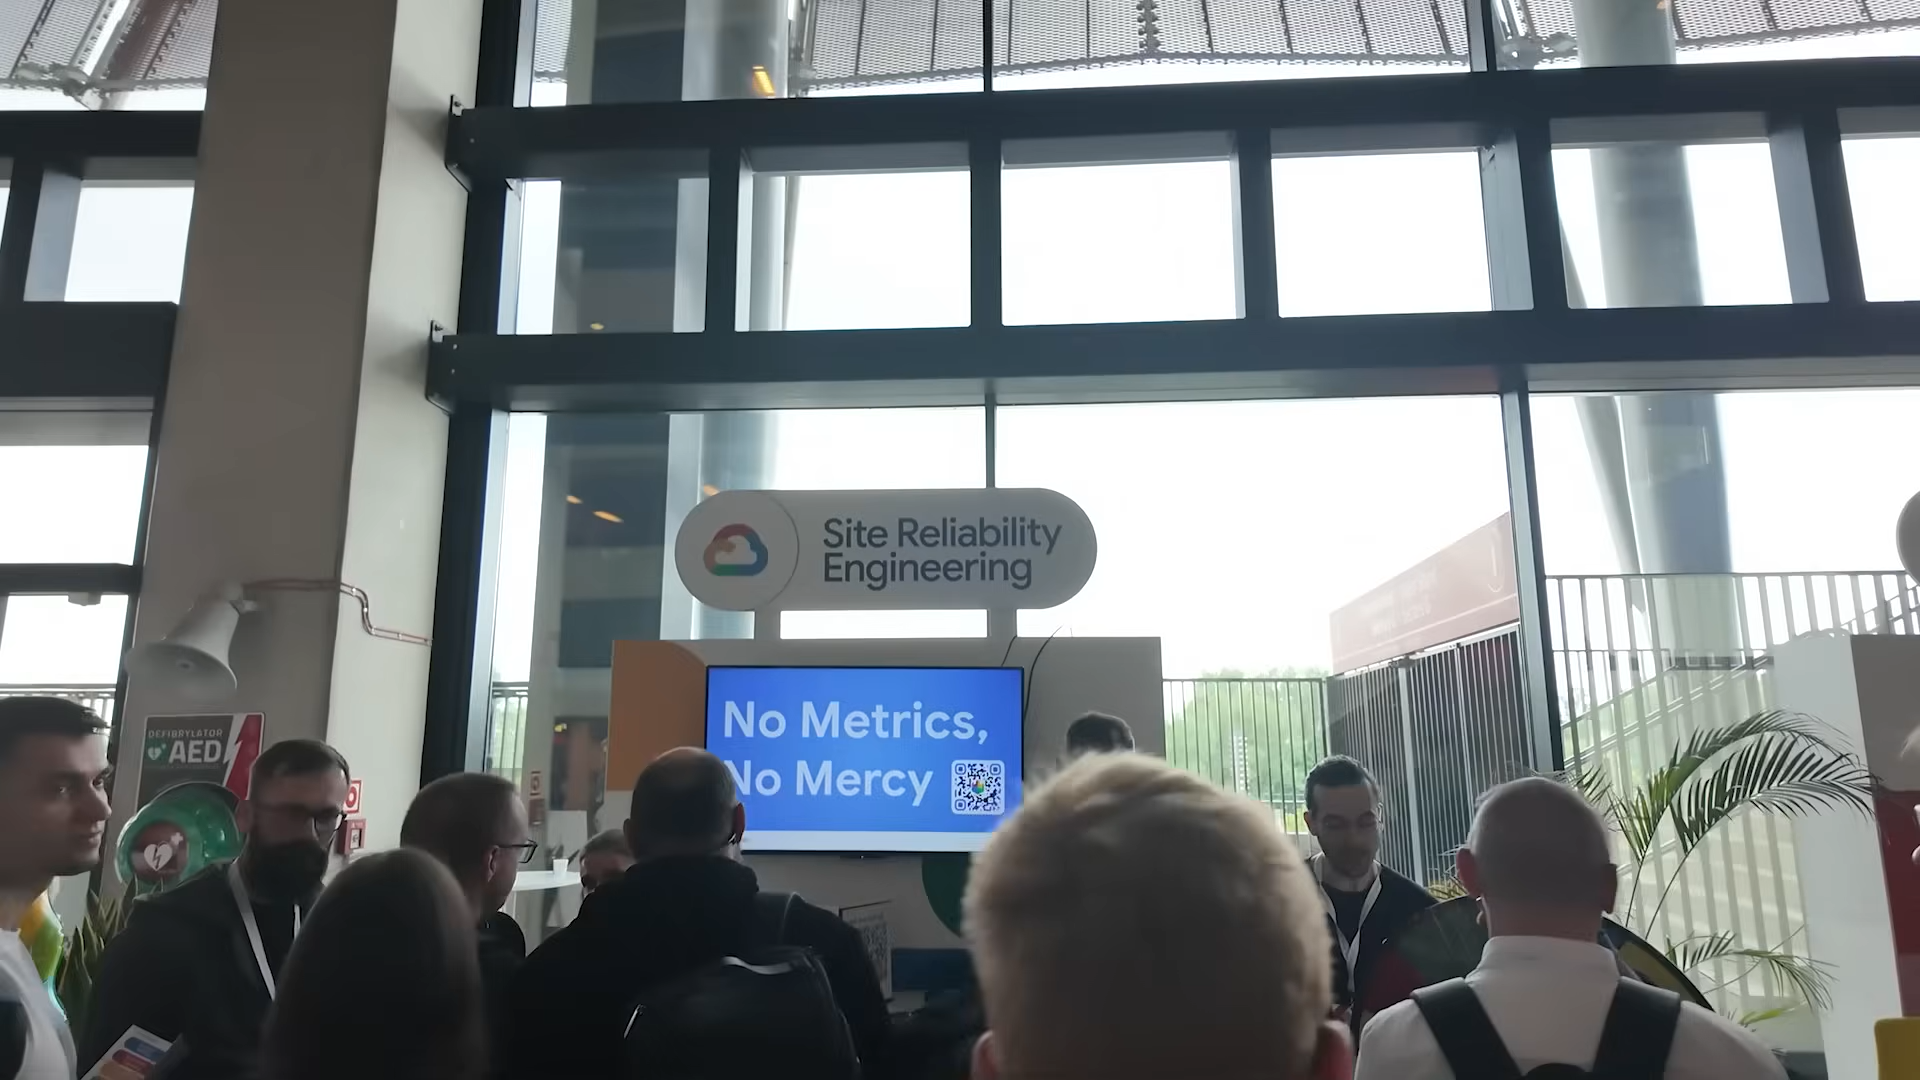 Site Reliability
Engineering
No Metrics,
No Mercy
DEFIBRYLATOR
AED